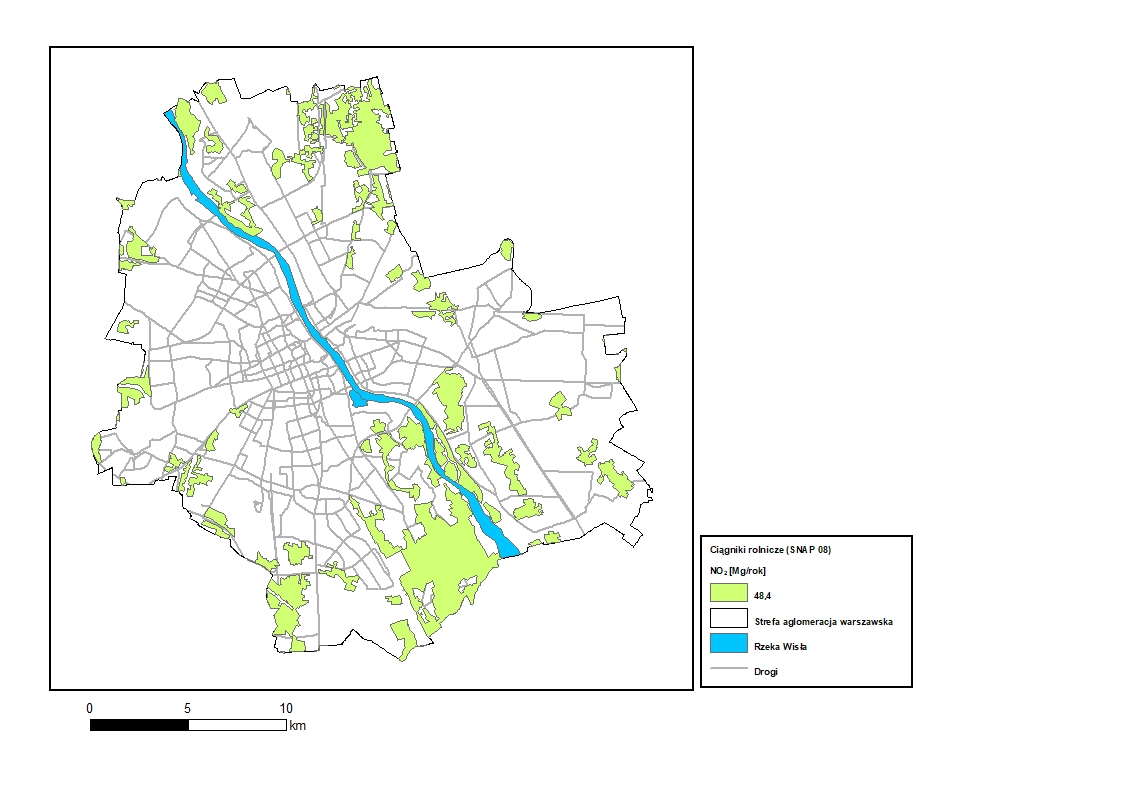 Ciągniki rolnicze (SNAP 08)
NO₂ [Mg/rok]
48,4
Strefa aglomeracja warszawska
Rzeka Wisła
Drogi
0 5 10
km